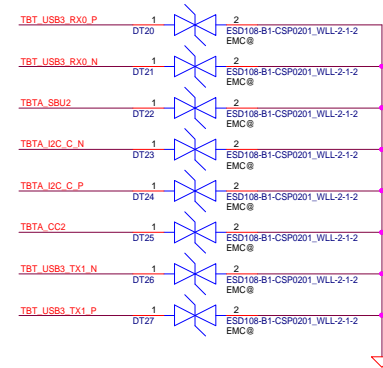 TBT_USB3_RX0_P 1 2
DT20 ESD108-B1-CSP0201_WLL-2-1-2
EMC@
TBT_USB3_RX0_N 1 2
DT21 ESD108-B1-CSP0201_WLL-2-1-2
EMC@
TBTA_SBU2 1 2
DT22 ESD108-B1-CSP0201_WLL-2-1-2
EMC@
TBTA_I2C_C_N 1 2
DT23 ESD108-B1-CSP0201_WLL-2-1-2
EMC@
TBTA_I2C_C_P 1 2
DT24 ESD108-B1-CSP0201_WLL-2-1-2
EMC@
TBTA_CC2 1 2
DT25 ESD108-B1-CSP0201_WLL-2-1-2
EMC@
TBT_USB3_TX1_N 1 2
DT26 ESD108-B1-CSP0201_WLL-2-1-2
EMC@
TBT_USB3_TX1_P 1 2
DT27 ESD108-B1-CSP0201_WLL-2-1-2
EMC@